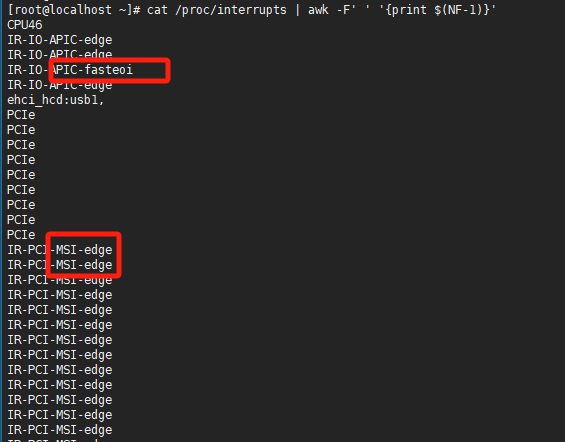 [root@localhost ~]# cat /proc/interrupts | awk -F' ' '{print $(NF-1)}'
CPU46
IR-IO-APIC-edge
IR-IO-APIC-edge
IR-IO-APIC-fasteoi
IR-IO-APIC-edge
ehci_hcd:usb1,
PCIe
PCIe
PCIe
PCIe
PCIe
PCIe
PCIe
PCIe
PCIe
IR-PCI-MSI-edge
IR-PCI-MSI-edge
IR-PCI-MSI-edge
IR-PCI-MSI-edge
IR-PCI-MSI-edge
IR-PCI-MSI-edge
IR-PCI-MSI-edge
IR-PCI-MSI-edge
IR-PCI-MSI-edge
IR-PCI-MSI-edge
IR-PCI-MSI-edge
IR-PCI-MSI-edge
IR-PCI-MSI-edge
IR-PCI-MSI-edge